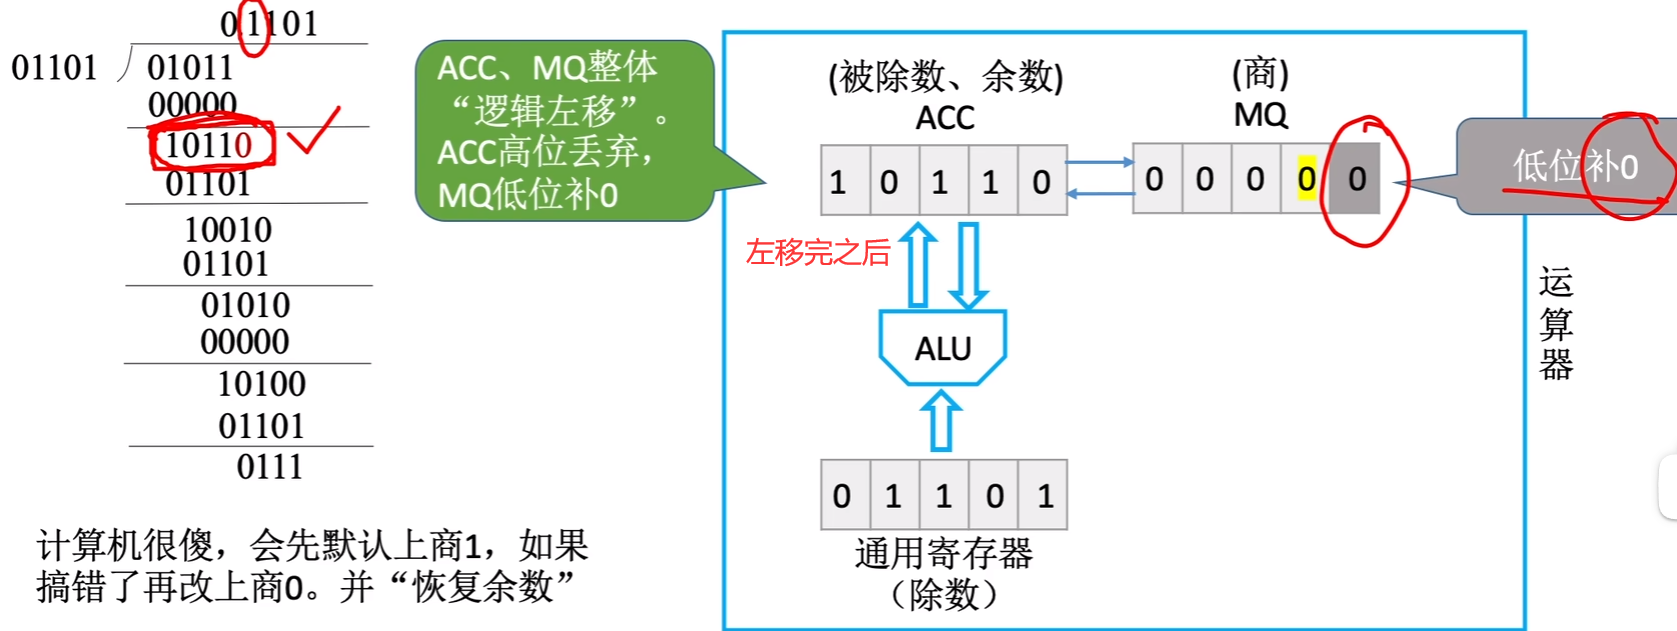 0.1101
01101
01011
00000
10110
01101
10010
01101
01010
00000
10100
01101
0111
计算机很傻，会先默认上商1，如果
搞错了再改上商0。并“恢复余数”
ACC、MQ整体
“逻辑左移”。
ACC高位丢弃，
MQ低位补0
(被除数、余数)
ACC
(商)
MQ
1 0 1 1 0
0 0 0 0 0
低位补0
左移完之后
ALU
0 1 1 0 1
通用寄存器
（除数）
运算器